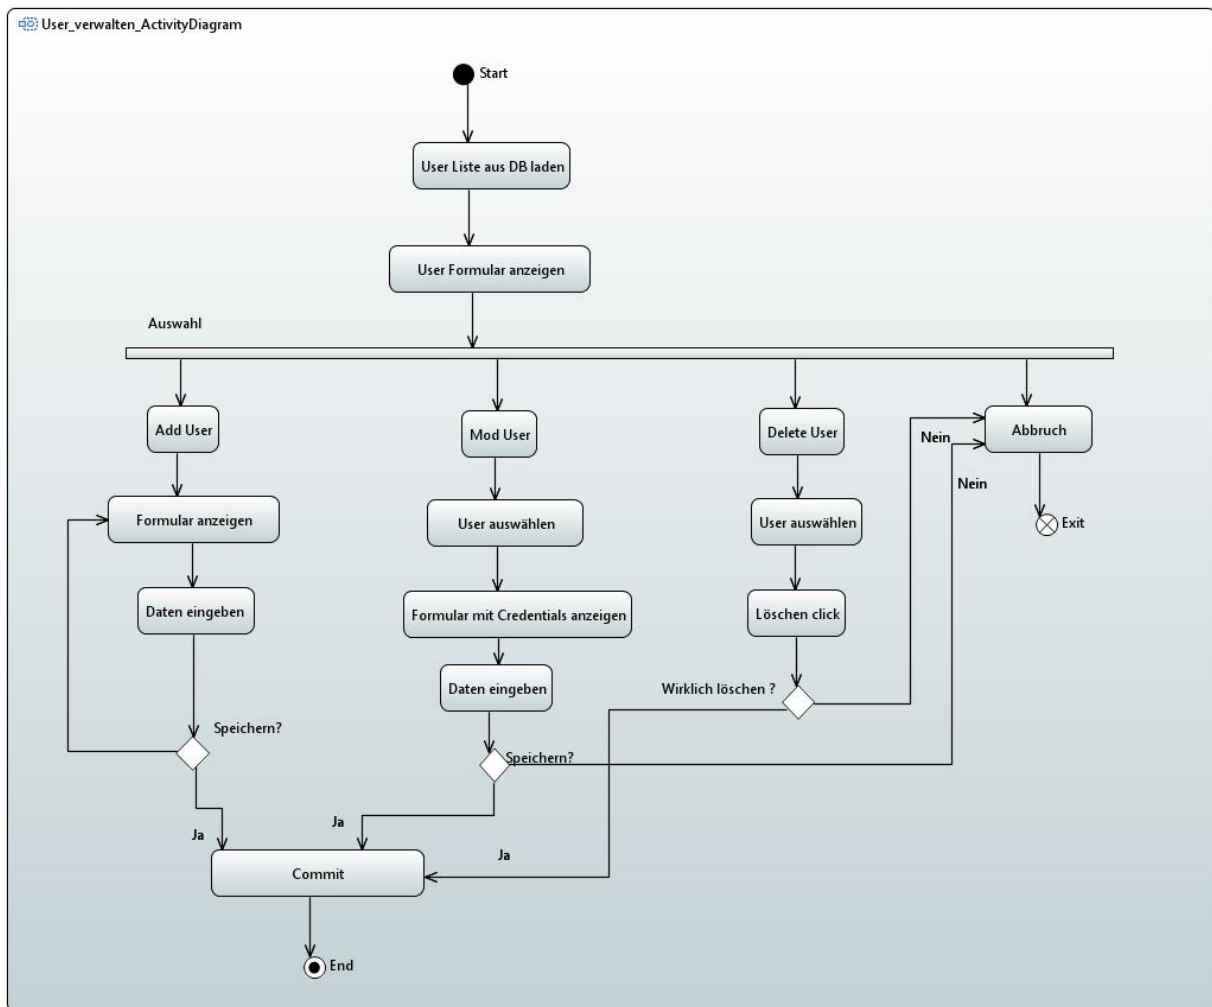 User_verwalten_ActivityDiagram
Start
User Liste aus DB laden
User Formular anzeigen
Auswahl
Add User
Mod User
Delete User
Abbruch
Nein
Nein
Formular anzeigen
User auswählen
User auswählen
Exit
Daten eingeben
Formular mit Credentials anzeigen
Löschen click
Daten eingeben
Wirklich löschen ?
Speichern?
Speichern?
Ja
Ja
Ja
Commit
End